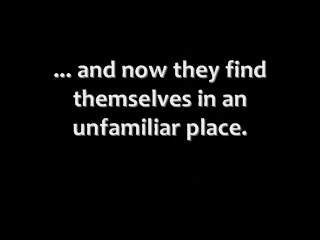 ... and now they find
themselves in an
unfamiliar place.